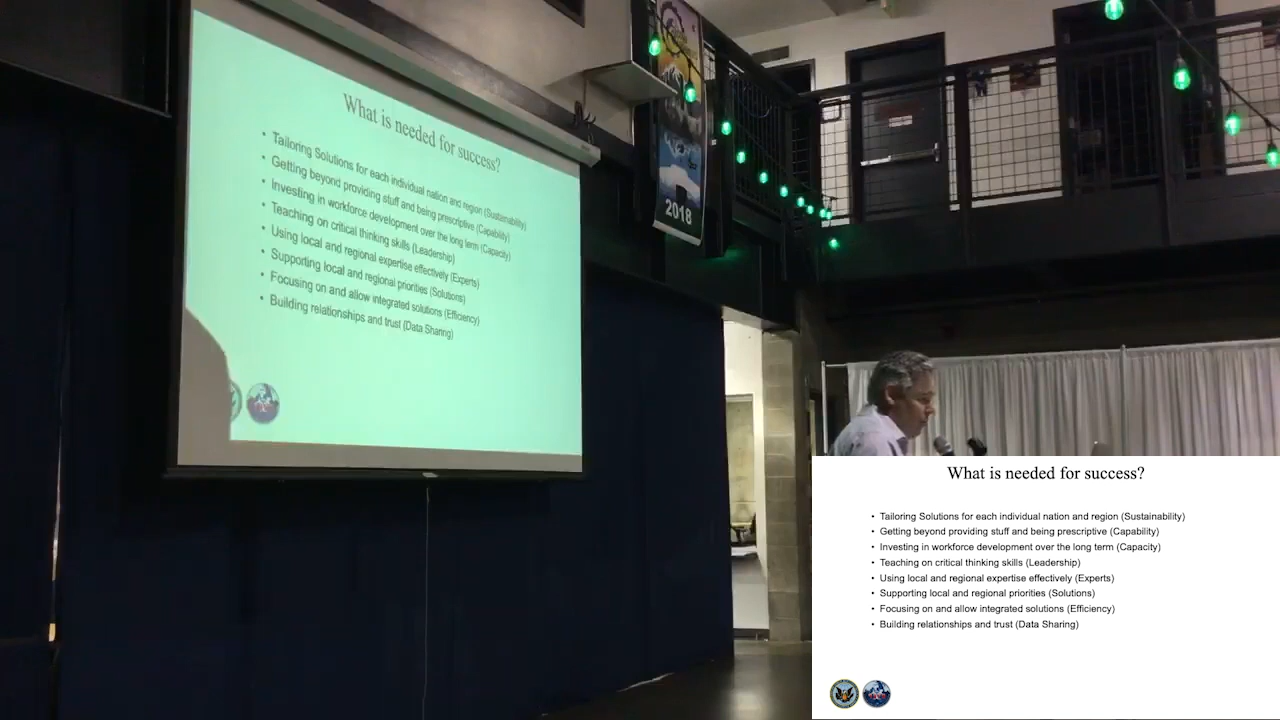 What is needed for success?
• Tailoring Solutions for each individual nation and region (Sustainability)
• Getting beyond providing stuff and being prescriptive (Capability)
• Investing in workforce development over the long term (Capacity)
• Teaching on critical thinking skills (Leadership)
• Using local and regional expertise effectively (Experts)
• Supporting local and regional priorities (Solutions)
• Focusing on and allow integrated solutions (Efficiency)
• Building relationships and trust (Data Sharing)
2018
What is needed for success?
• Tailoring Solutions for each individual nation and region (Sustainability)
• Getting beyond providing stuff and being prescriptive (Capability)
• Investing in workforce development over the long term (Capacity)
• Teaching on critical thinking skills (Leadership)
• Using local and regional expertise effectively (Experts)
• Supporting local and regional priorities (Solutions)
• Focusing on and allow integrated solutions (Efficiency)
• Building relationships and trust (Data Sharing)